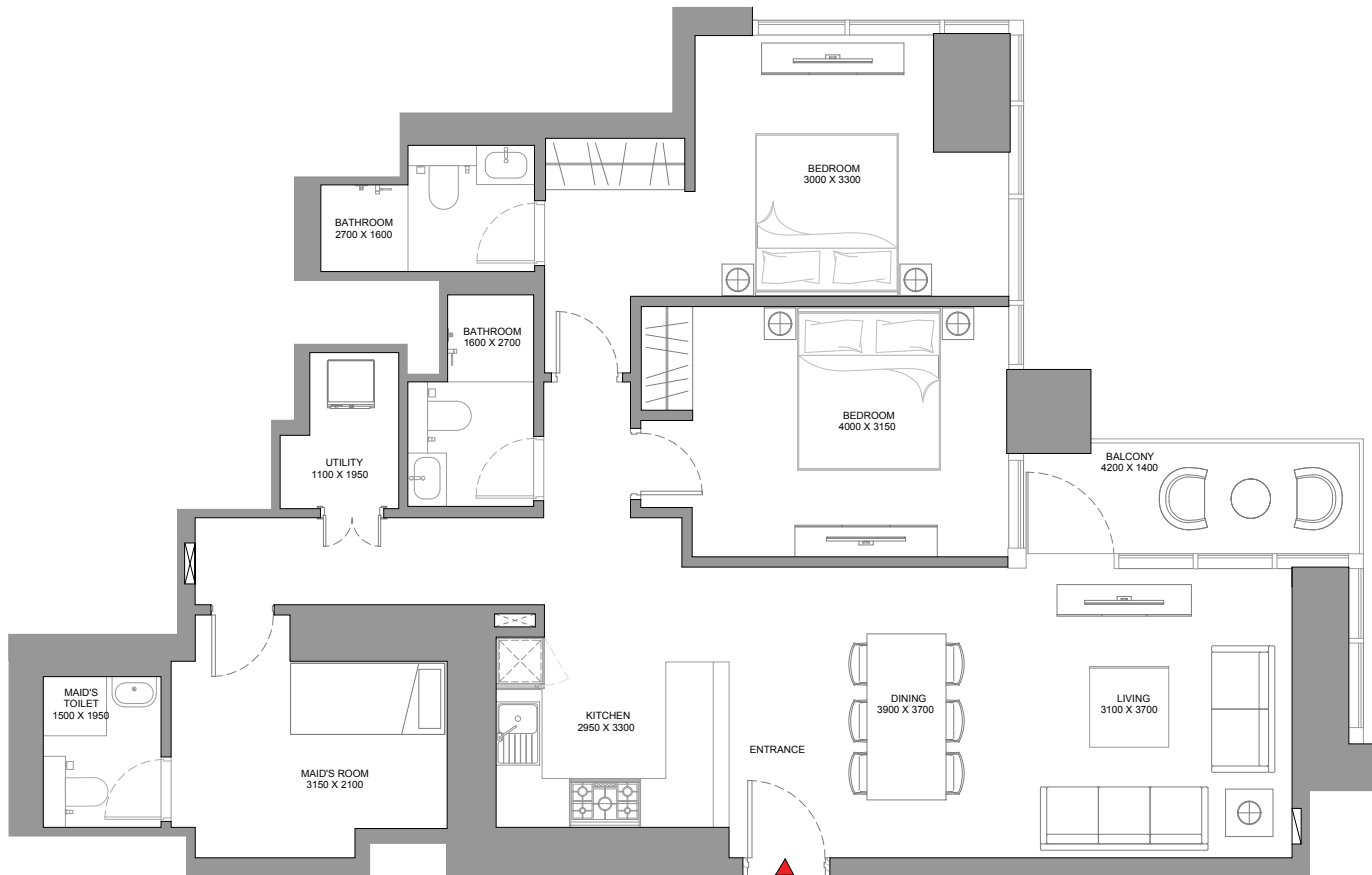 BEDROOM
3000 X 3300
BATHROOM
2700 X 1600
BATHROOM
1600 X 2700
BEDROOM
4000 X 3150
UTILITY
1100 X 1950
BALCONY
4200 X 1400
MAID'S
TOILET
1500 X 1950
MAID'S ROOM
3150 X 2100
KITCHEN
2950 X 3300
ENTRANCE
DINING
3900 X 3700
LIVING
3100 X 3700